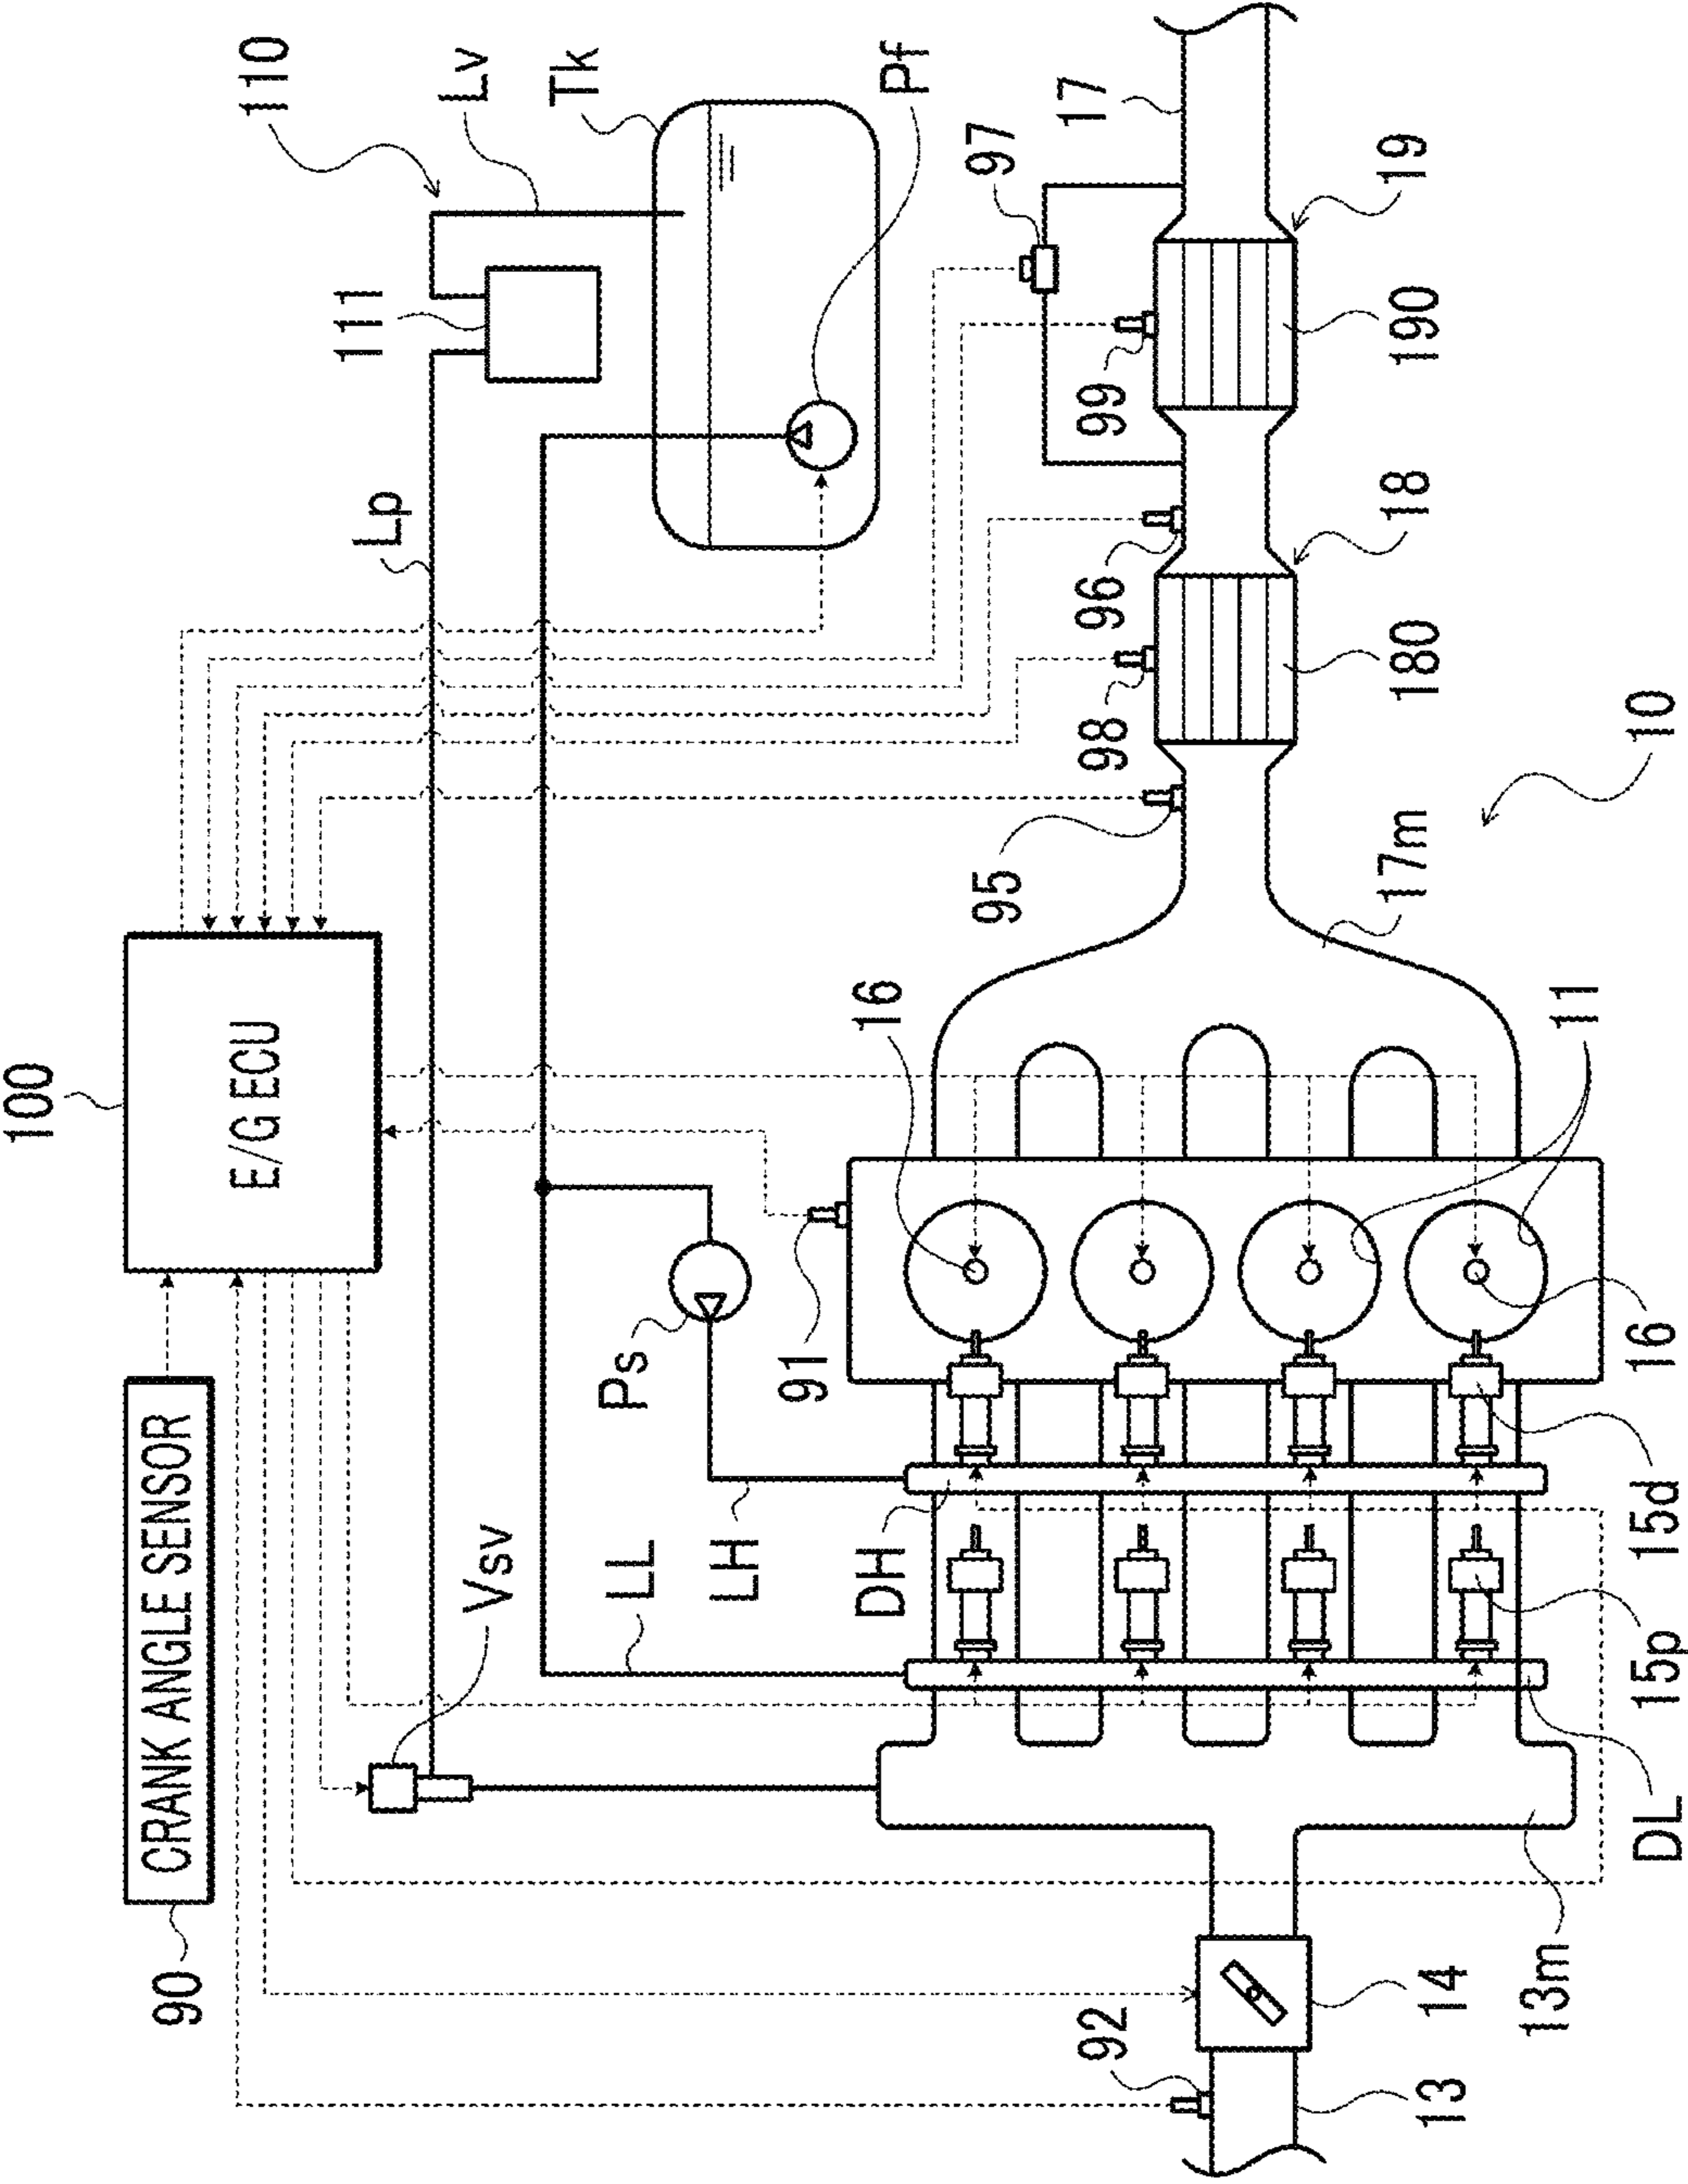 100
E/G ECU
90
CRANK ANGLE SENSOR
110
111
Lv
Tk
Pf
Lp
Vsv
LL
LH
Ps
DH
91
16
95
98
96
99
97
17
92
13
14
13m
DL
15p
15d
16
11
17m
10
180
18
190
19